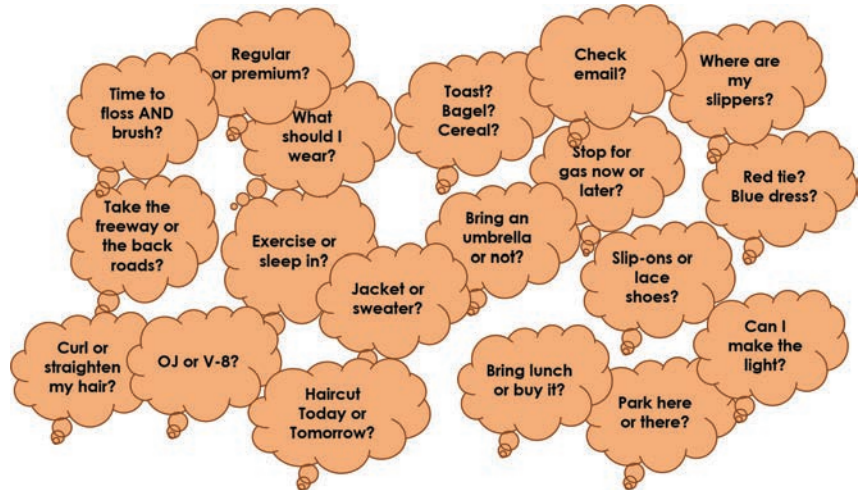 Regular
or premium?
Check
email?
Time to
floss AND
brush?
Toast?
Bagel?
Cereal?
Where are
my
slippers?
What
should I
wear?
Stop for
gas now or
later?
Red tie?
Blue dress?
Take the
freeway or
the back
roads?
Exercise or
sleep in?
Bring an
umbrella
or not?
Slip-ons or
lace
shoes?
Jacket or
sweater?
Can I
make the
light?
Curl or
straighten
my hair?
OJ or V-8?
Bring lunch
or buy it?
Haircut
Today or
Tomorrow?
Park here
or there?